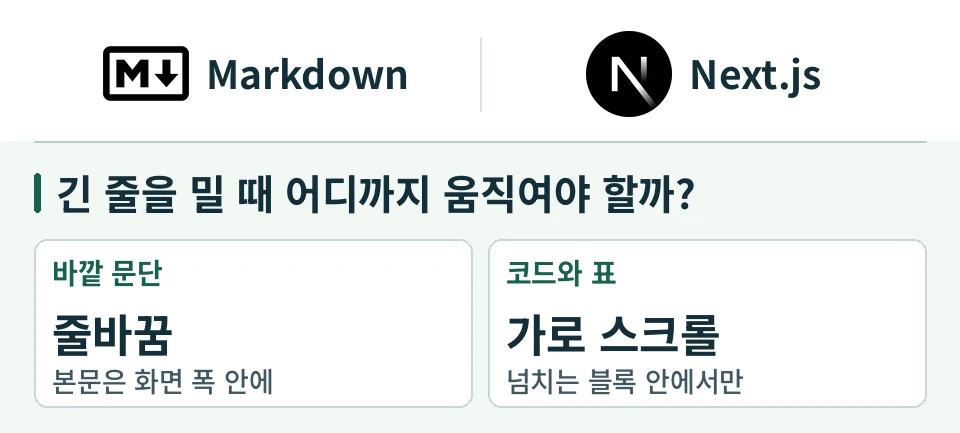 Markdown
Next.js
긴 줄을 밀 때 어디까지 움직여야 할까?
바깥 문단
줄바꿈
본문은 화면 폭 안에
코드와 표
가로 스크롤
넘치는 블록 안에서만